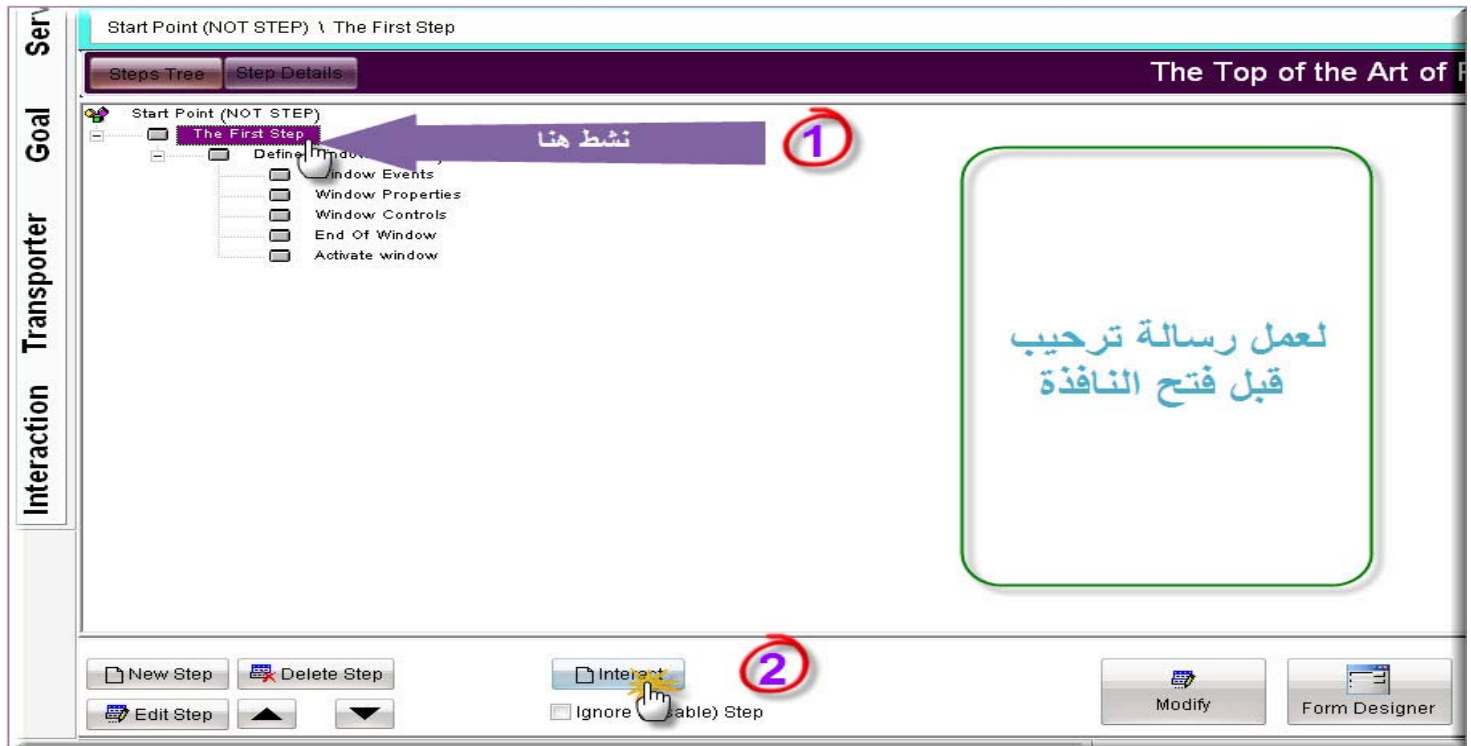 Start Point (NOT STEP) \ The First Step
Steps Tree
Step Details
The Top of the Art of
Start Point (NOT STEP)
The First Step
نشط هنا
1
Define
Window Events
Window Properties
Window Controls
End Of Window
Activate window
لعمل رسالة ترحيب
قبل فتح النافذة
Goal
Transporter
Interaction
New Step
Delete Step
Interact
2
Edit Step
Ignore
Step
Modify
Form Designer